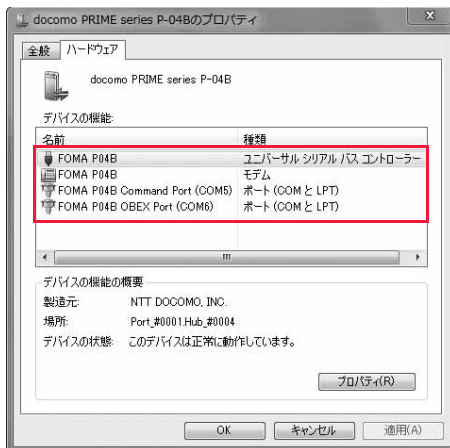 docomo PRIME series P-04Bのプロパティ
全般 ハードウェア
docomo PRIME series P-04B
デバイスの機能:
名前 種類
FOMA P04B ユニバーサル シリアル バス コントローラー
FOMA P04B モデム
FOMA P04B Command Port (COM5) ポート (COM と LPT)
FOMA P04B OBEX Port (COM6) ポート (COM と LPT)
デバイスの機能の概要
製造元: NTT DOCOMO, INC.
場所: Port_#0001.Hub_#0004
デバイスの状態: このデバイスは正常に動作しています。
プロパティ(R)
OK キャンセル 適用(A)